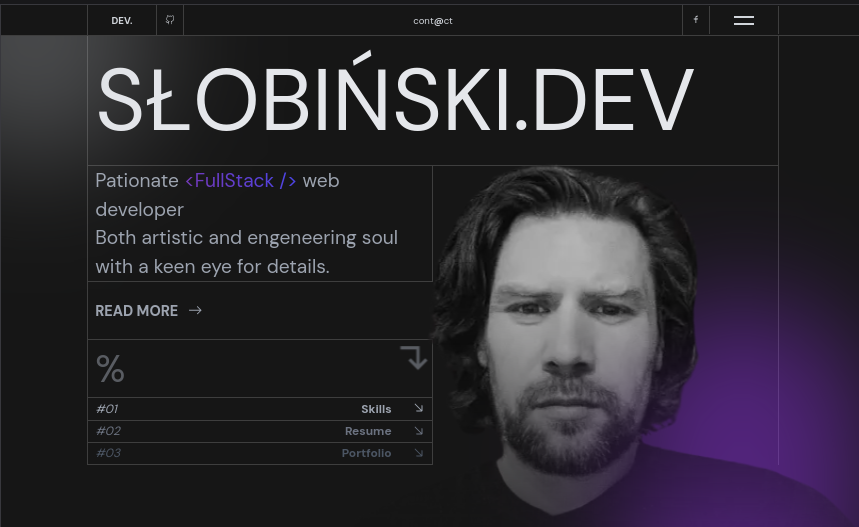 DEV.
cont@ct
f
SŁOBIŃSKI.DEV
Pationate <FullStack /> web
developer
Both artistic and engeneering soul
with a keen eye for details.
READ MORE →
%
#01 Skills
#02 Resume
#03 Portfolio